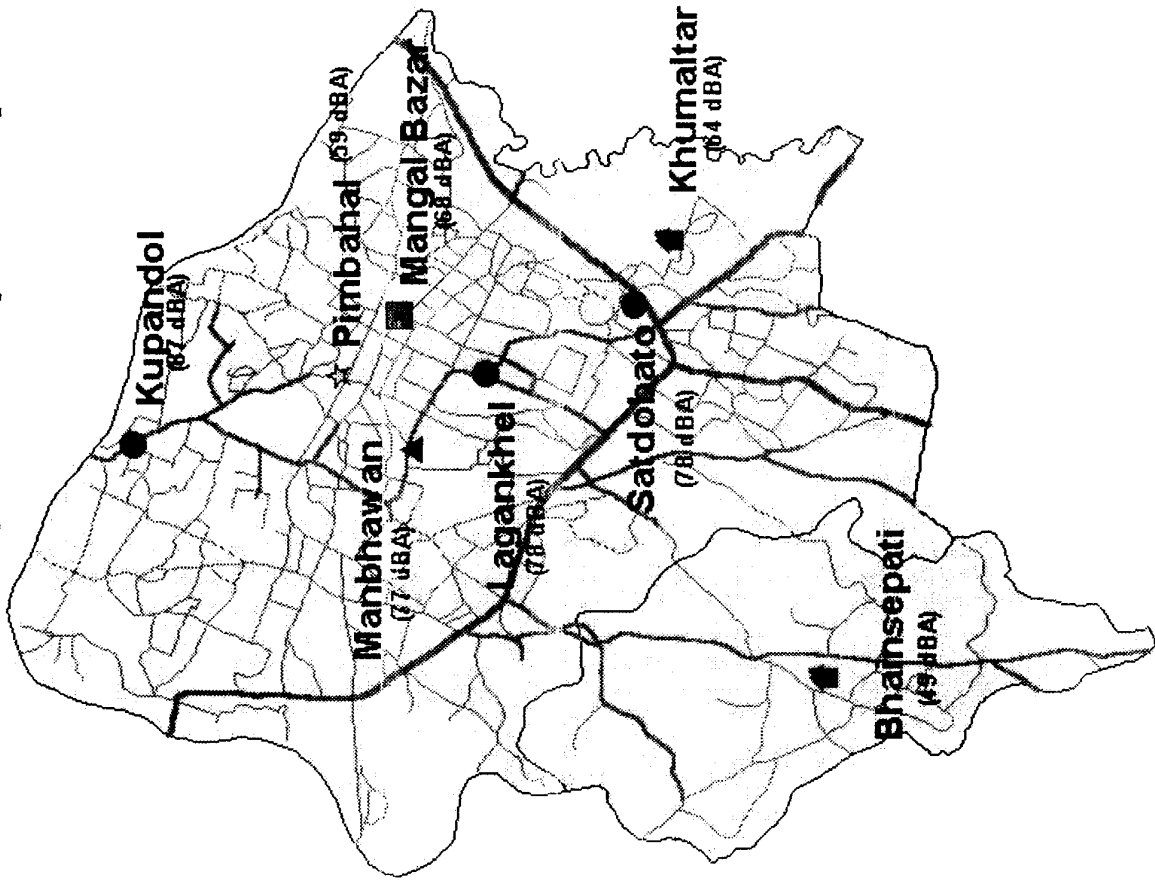 Kupandol
(67 dBA)
Pimbahal (59 dBA)
Mangal Bazar
(68 dBA)
Manbhawan
(77 dBA)
Lagankhel
(78 dBA)
Satdobato
(78 dBA)
Khumaltar
(64 dBA)
Bhainsepati
(49 dBA)